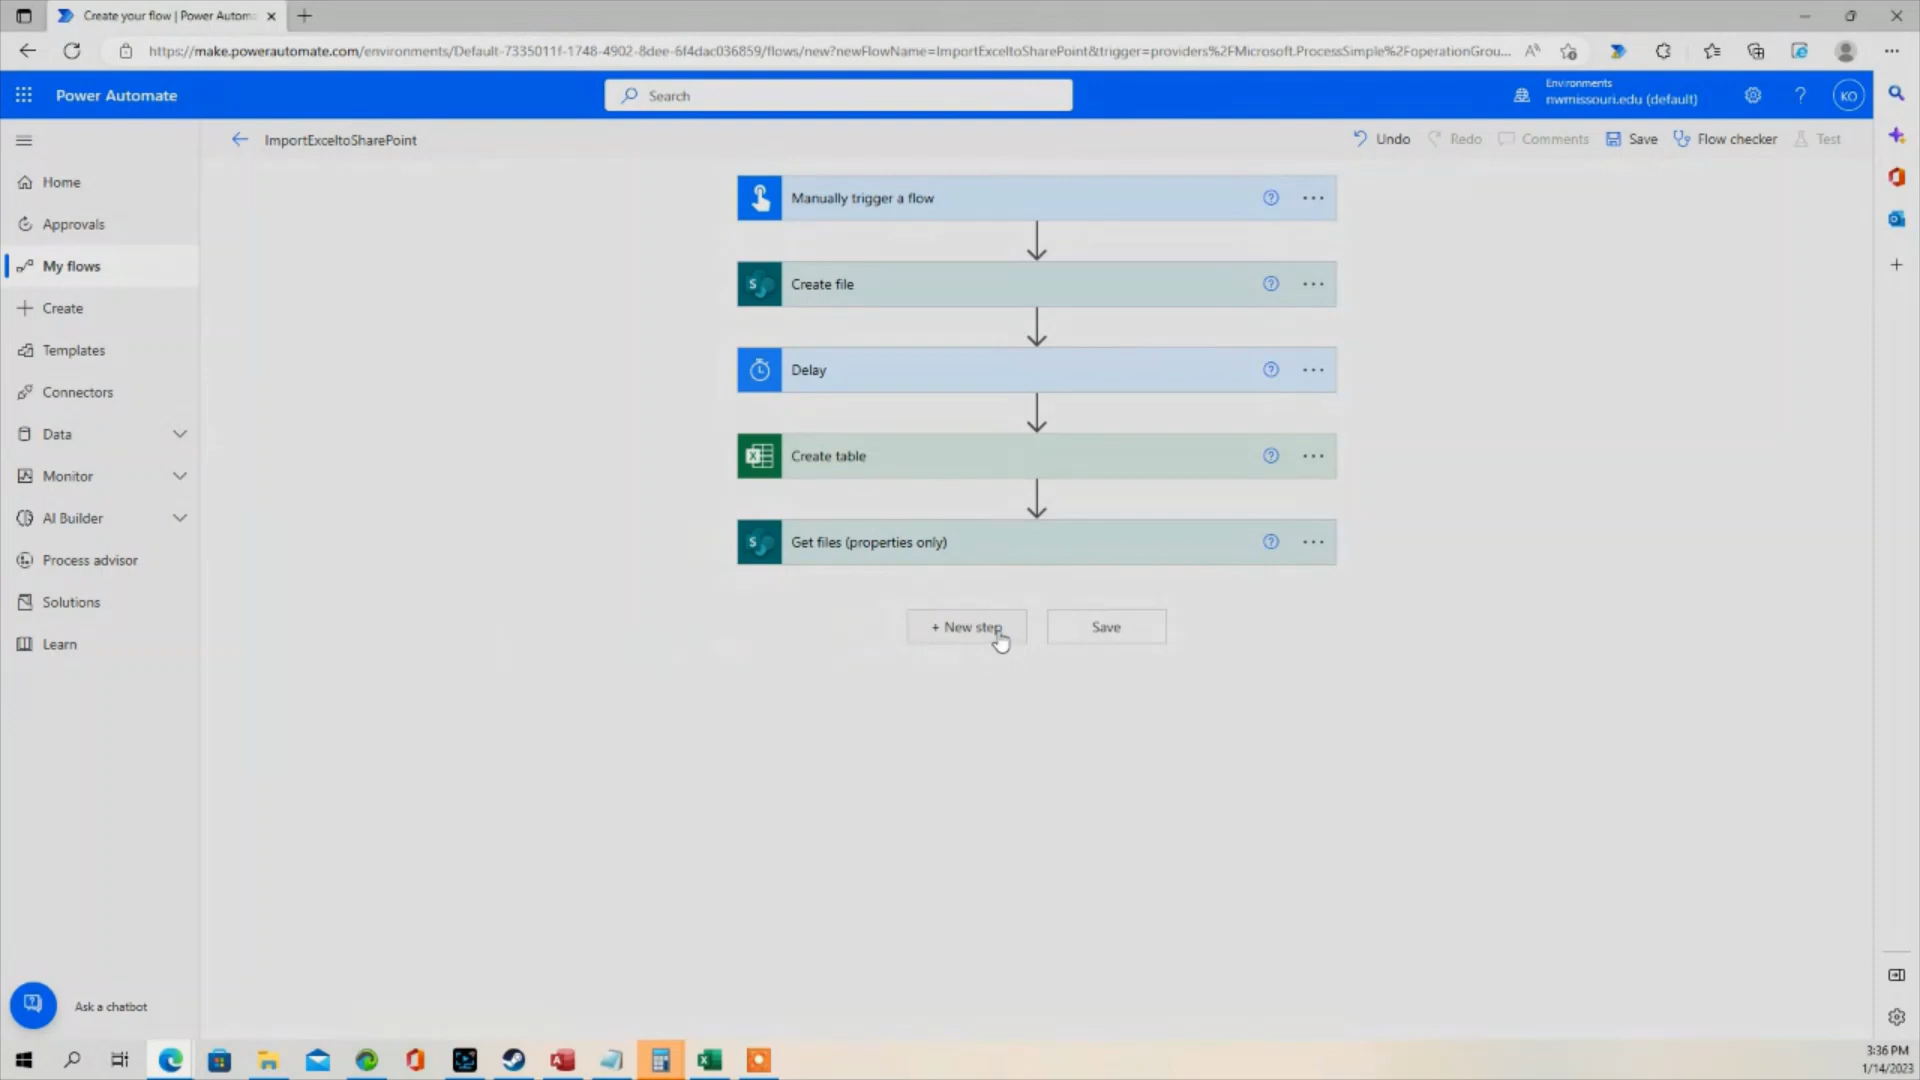 Create your flow | Power Autom
https://make.powerautomate.com/environments/Default-7335011f-1748-4902-8dee-6f4dac036859/flows/new?newFlowName=ImportExceltoSharePoint&trigger=providers%2FMicrosoft.ProcessSimple%2FoperationGrou...
Power Automate
Search
Environments
nwmissouri.edu (default)
KO
ImportExceltoSharePoint
Undo
Redo
Comments
Save
Flow checker
Test
Home
Approvals
My flows
Create
Templates
Connectors
Data
Monitor
AI Builder
Process advisor
Solutions
Learn
Manually trigger a flow
Create file
Delay
Create table
Get files (properties only)
+ New step
Save
Ask a chatbot
3:36 PM
1/14/2023